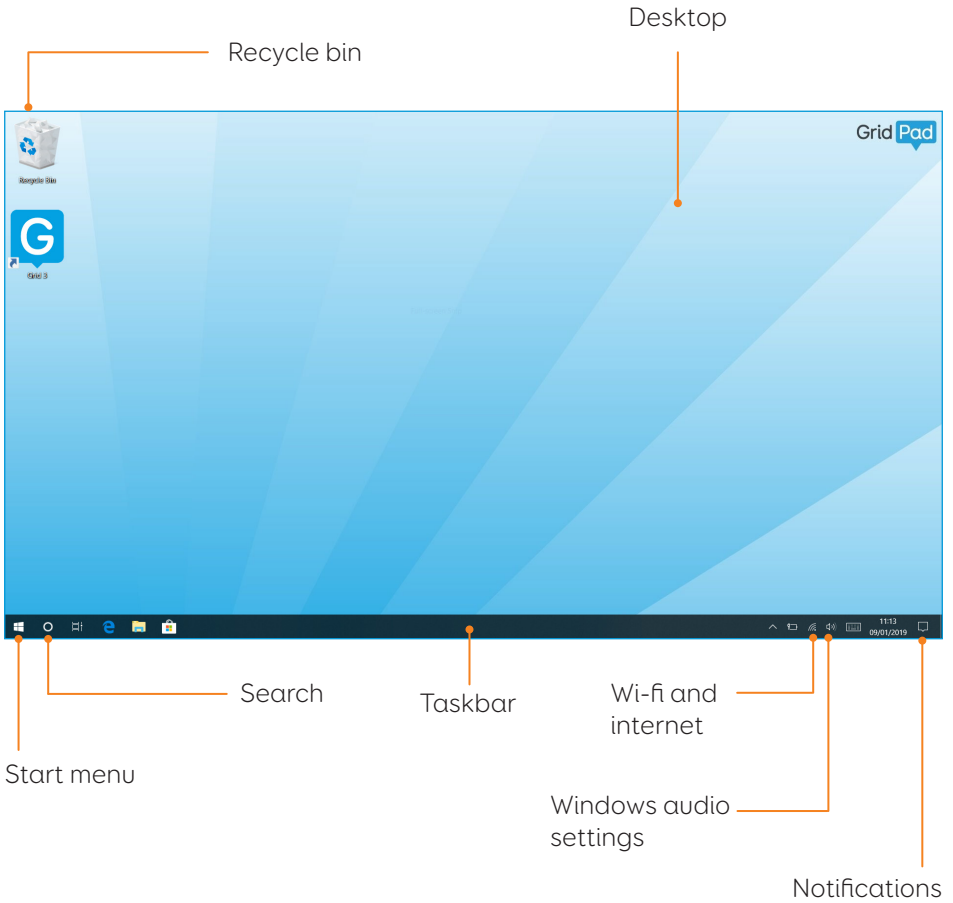 Desktop
Recycle bin
Grid Pad
Recycle Bin
G
Grid 3
11:13
09/01/2019
Search
Taskbar
Wi-fi and
internet
Start menu
Windows audio
settings
Notifications